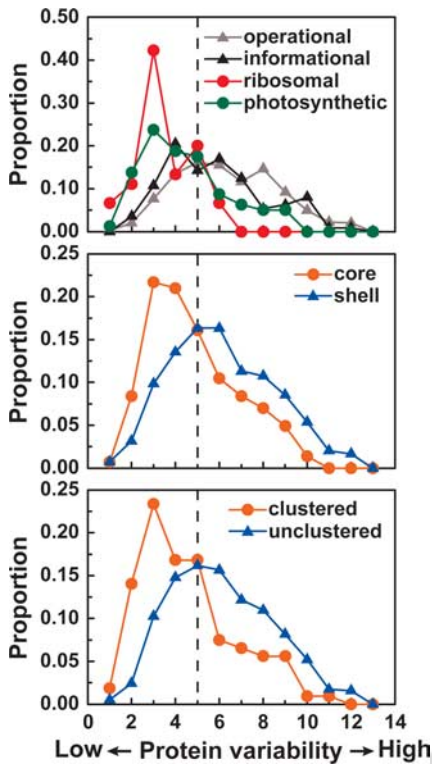 0.50
operational
informational
ribosomal
photosynthetic
0.40
0.30
0.20
0.10
0.00
Proportion
0.25
core
shell
0.20
0.15
0.10
0.05
0.00
Proportion
0.25
clustered
unclustered
0.20
0.15
0.10
0.05
0.00
Proportion
0 2 4 6 8 10 12 14
Low ← Protein variability → High